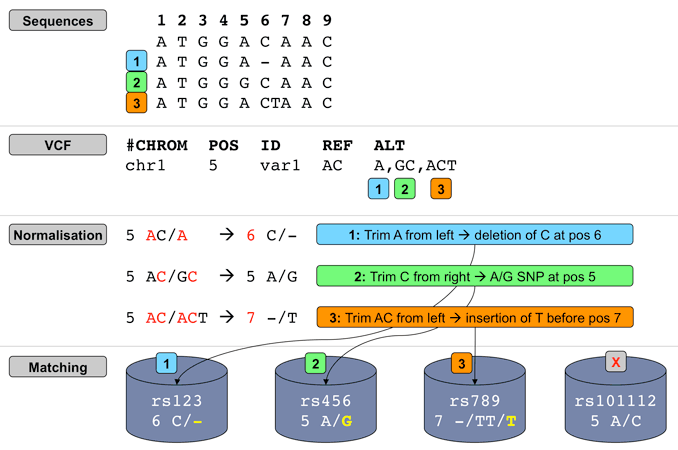 Sequences
1 2 3 4 5 6 7 8 9
A T G G A C A A C
1 A T G G A - A A C
2 A T G G G C A A C
3 A T G G A CTA A C
VCF
#CHROM POS ID REF ALT
chr1 5 var1 AC A,GC,ACT
1 2 3
Normalisation
5 AC/A → 6 C/- 1: Trim A from left → deletion of C at pos 6
5 AC/GC → 5 A/G 2: Trim C from right → A/G SNP at pos 5
5 AC/ACT → 7 -/T 3: Trim AC from left → insertion of T before pos 7
Matching
1 2 3 X
rs123 rs456 rs789 rs101112
6 C/- 5 A/G 7 -/TT/T 5 A/C